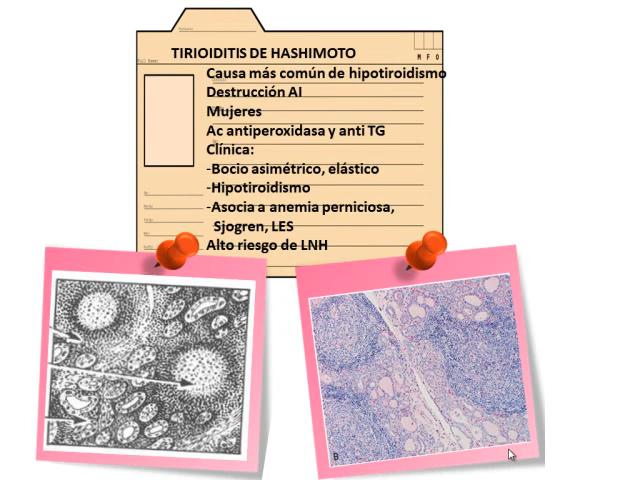 TIRIOIDITIS DE HASHIMOTO
M F O
Causa más común de hipotiroidismo
Destrucción AI
Mujeres
Ac antiperoxidasa y anti TG
Clínica:
-Bocio asimétrico, elástico
-Hipotiroidismo
-Asocia a anemia perniciosa,
Sjogren, LES
Alto riesgo de LNH
B